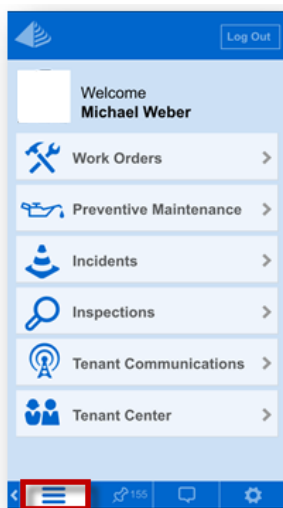 Log Out
Welcome
Michael Weber
Work Orders
Preventive Maintenance
Incidents
Inspections
Tenant Communications
Tenant Center
155